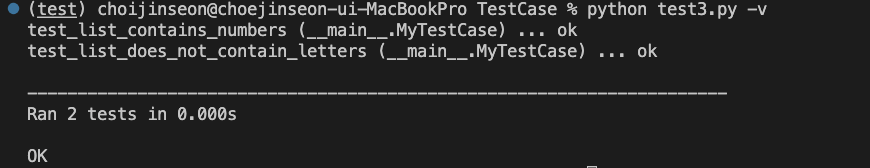 (test) choijinseon@choejinseon-ui-MacBookPro TestCase % python test3.py -v
test_list_contains_numbers (__main__.MyTestCase) ... ok
test_list_does_not_contain_letters (__main__.MyTestCase) ... ok
----------------------------------------------------------------------
Ran 2 tests in 0.000s
OK